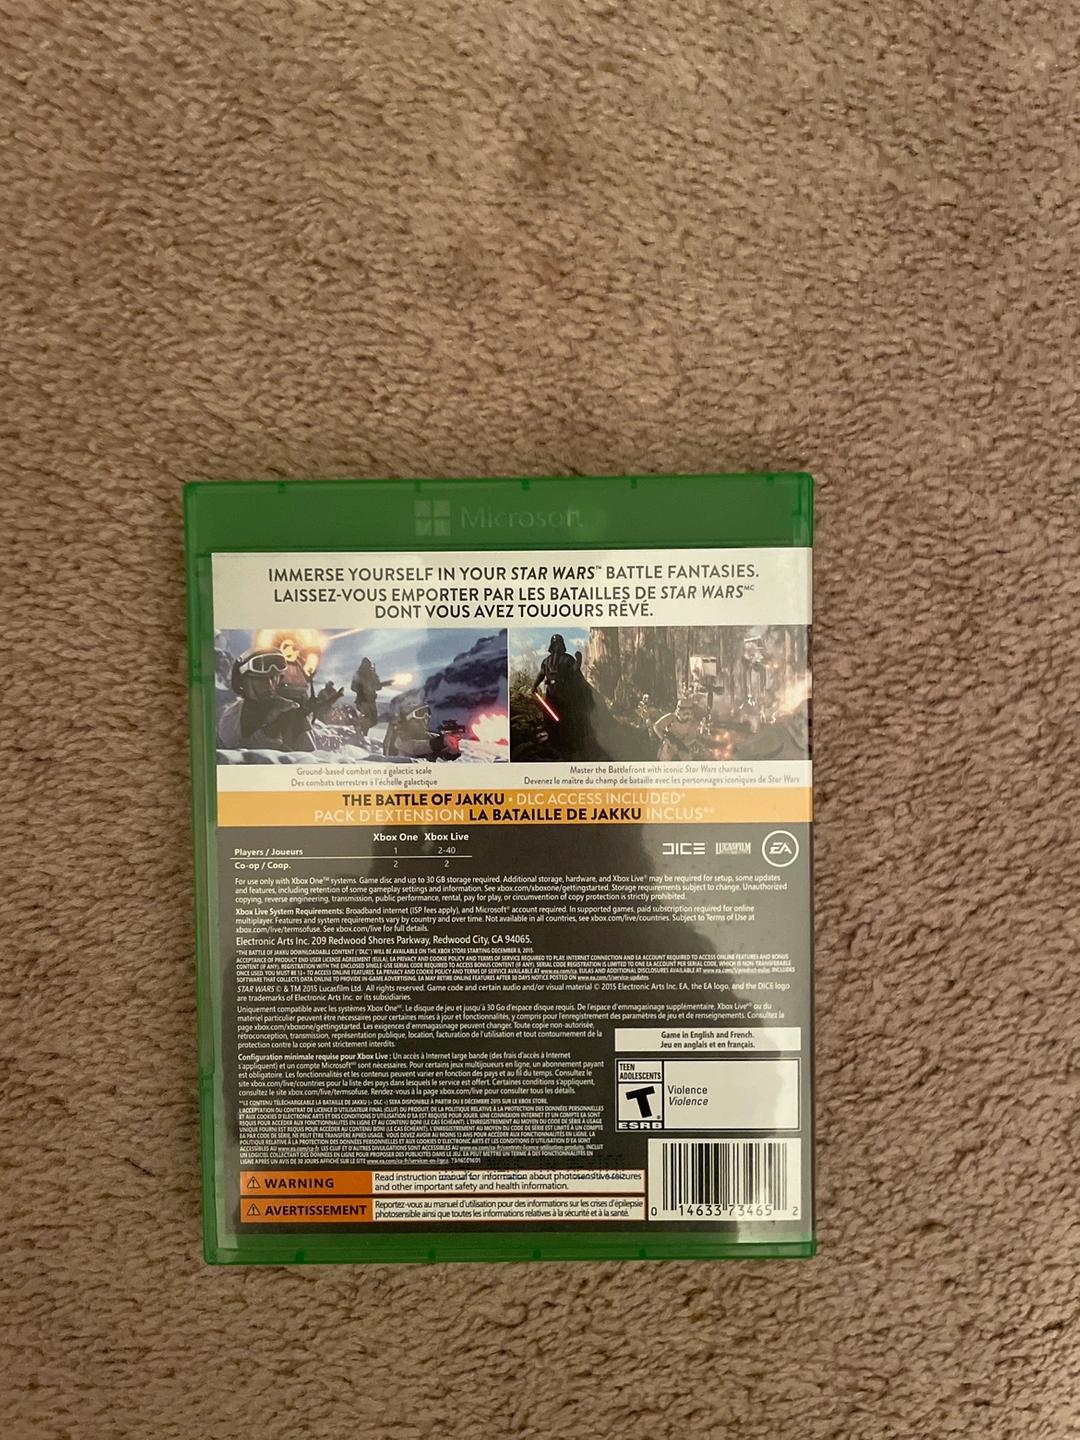 Microsoft
IMMERSE YOURSELF IN YOUR STAR WARS™ BATTLE FANTASIES.
LAISSEZ-VOUS EMPORTER PAR LES BATAILLES DE STAR WARS MC
DONT VOUS AVEZ TOUJOURS RÊVÉ.
Ground-based combat on a galactic scale
Des combats terrestres à l'échelle galactique
Master the Battlefront with iconic Star Wars characters
Devenez le maître du champ de bataille avec les personnages iconiques de Star Wars
THE BATTLE OF JAKKU • DLC ACCESS INCLUDED*
PACK D'EXTENSION LA BATAILLE DE JAKKU INCLUS**
Xbox One Xbox Live
Players / Joueurs 1 2-40
Co-op / Coop. 2 2
DICE LUCASFILM EA
For use only with Xbox One™ systems. Game disc and up to 30 GB storage required. Additional storage, hardware, and Xbox Live® may be required for setup, some updates
and features, including retention of some gameplay settings and information. See xbox.com/xboxone/gettingstarted. Storage requirements subject to change. Unauthorized
copying, reverse engineering, transmission, public performance, rental, pay for play, or circumvention of copy protection is strictly prohibited.
Xbox Live System Requirements: Broadband internet (ISP fees apply), and Microsoft® account required. In supported games, paid subscription required for online
multiplayer. Features and system requirements vary by country and over time. Not available in all countries, see xbox.com/live/countries. Subject to Terms of Use at
xbox.com/live/termsofuse. See xbox.com/live for full details.
Electronic Arts Inc. 209 Redwood Shores Parkway, Redwood City, CA 94065.
*THE BATTLE OF JAKKU DOWNLOADABLE CONTENT ("DLC") WILL BE AVAILABLE ON THE XBOX STORE STARTING DECEMBER 8, 2015.
STAR WARS © & TM 2015 Lucasfilm Ltd. All rights reserved. Game code and certain audio and/or visual material © 2015 Electronic Arts Inc. EA, the EA logo, and the DICE logo
are trademarks of Electronic Arts Inc. or its subsidiaries.
Uniquement compatible avec les systèmes Xbox One™. Le disque de jeu et jusqu'à 30 Go d'espace disque requis. De l'espace d'emmagasinage supplémentaire, Xbox Live® ou du
matériel particulier peut être nécessaires pour certaines mises à jour et fonctionnalités, y compris pour l'enregistrement des paramètres de jeu et de renseignements. Consultez la
page xbox.com/xboxone/gettingstarted. Les exigences d'emmagasinage peuvent changer. Toute copie non-autorisée,
rétroconception, transmission, représentation publique, location, facturation de l'utilisation et tout contournement de la
protection contre la copie sont strictement interdits.
Configuration minimale requise pour Xbox Live : Un accès à Internet large bande (des frais d'accès à Internet
s'appliquent) et un compte Microsoft® sont nécessaires. Pour certains jeux multijoueurs en ligne, un abonnement payant
est obligatoire. Les fonctionnalités et les contenus peuvent varier en fonction des pays et au fil du temps. Consultez le
site xbox.com/live/countries pour la liste des pays dans lesquels le service est offert. Certaines conditions s'appliquent,
consultez le site xbox.com/live/termsofuse. Rendez-vous à la page xbox.com/live pour consulter tous les détails.
Game in English and French.
Jeu en anglais et en français.
TEEN
ADOLESCENTS
T
ESRB
Violence
Violence
WARNING
Read instruction manual for information about photosensitive seizures
and other important safety and health information.
AVERTISSEMENT
Reportez-vous au manuel d'utilisation pour des informations sur les crises d'épilepsie
photosensible ainsi que toutes les informations relatives à la sécurité et à la santé.
0 14633 73465 2